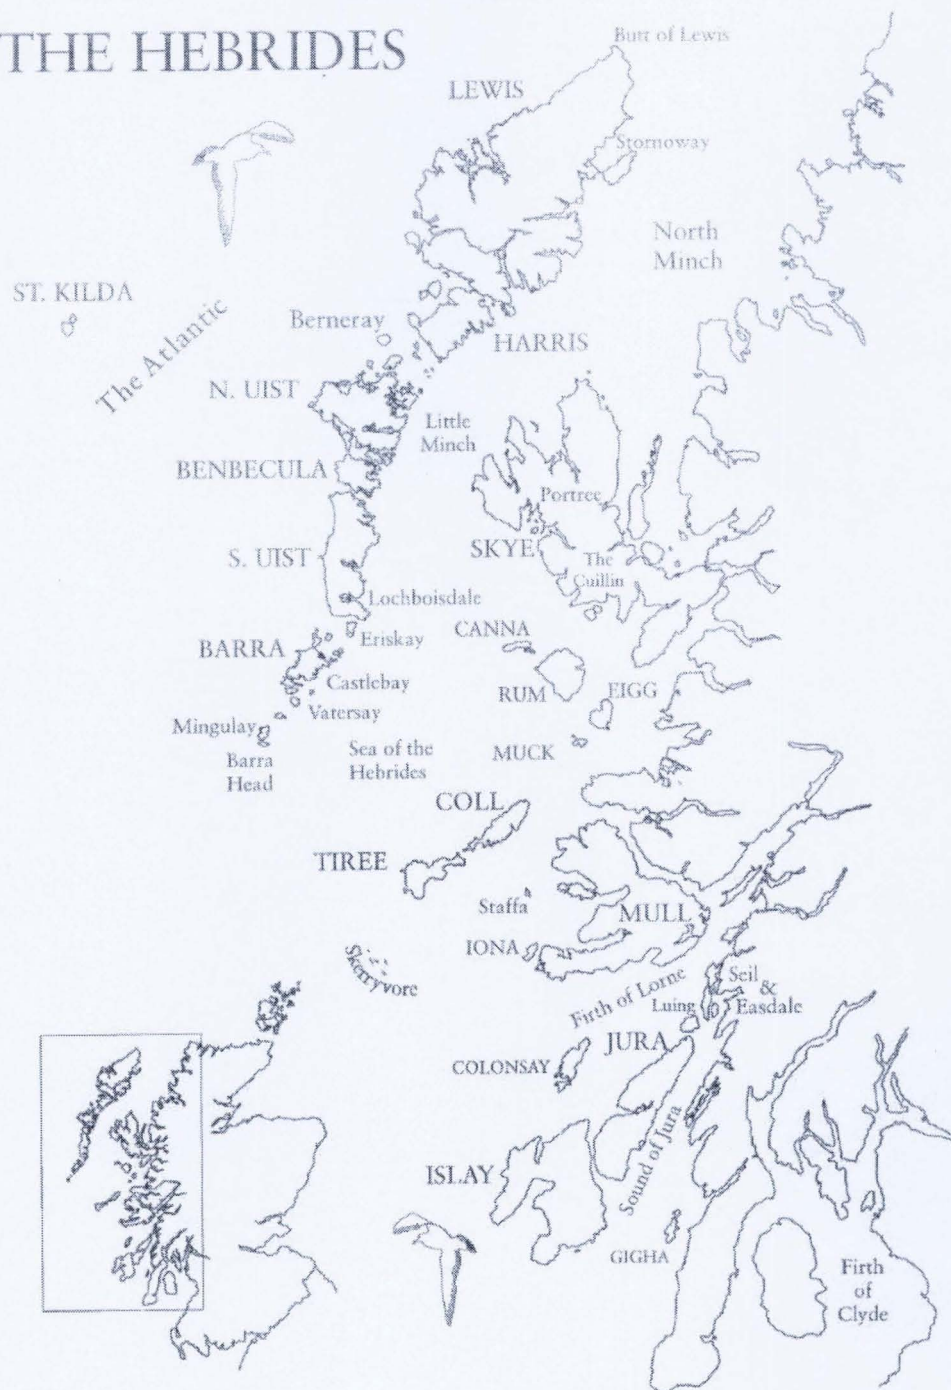 THE HEBRIDES
Butt of Lewis
LEWIS
Stornoway
North
Minch
ST. KILDA
The Atlantic
Berneray
HARRIS
N. UIST
Little
Minch
BENBECULA
Portree
SKYE
The
Cuillin
S. UIST
Lochboisdale
Eriskay
CANNA
BARRA
Castlebay
RUM
EIGG
Vatersay
Mingulay
Barra
Head
Sea of the
Hebrides
MUCK
COLL
TIREE
Staffa
MULL
IONA
Skerryvore
Firth of Lorne
Seil
&
Easdale
Luing
JURA
COLONSAY
Sound of Jura
ISLAY
GIGHA
Firth
of
Clyde